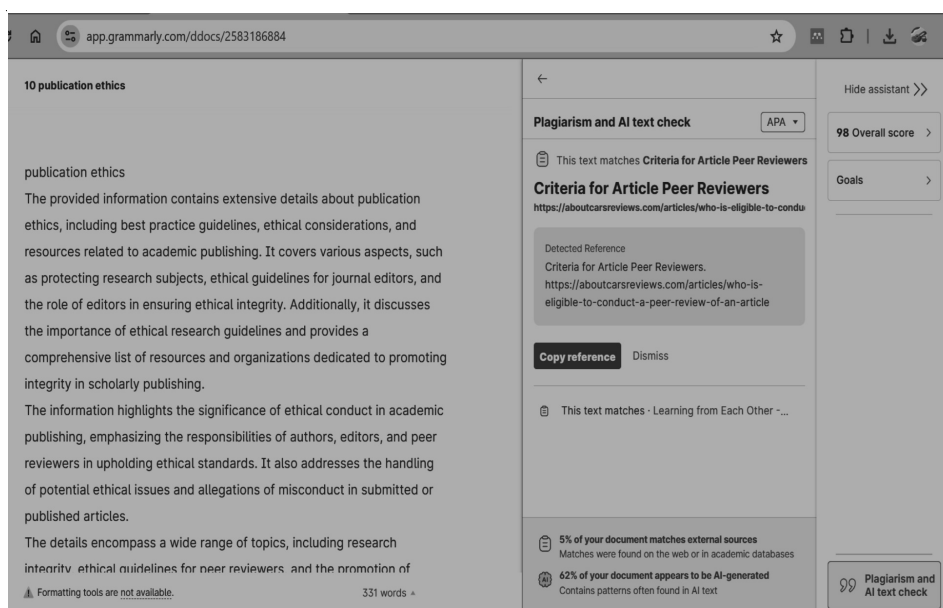 app.grammarly.com/ddocs/2583186884
10 publication ethics
publication ethics
The provided information contains extensive details about publication
ethics, including best practice guidelines, ethical considerations, and
resources related to academic publishing. It covers various aspects, such
as protecting research subjects, ethical guidelines for journal editors, and
the role of editors in ensuring ethical integrity. Additionally, it discusses
the importance of ethical research guidelines and provides a
comprehensive list of resources and organizations dedicated to promoting
integrity in scholarly publishing.
The information highlights the significance of ethical conduct in academic
publishing, emphasizing the responsibilities of authors, editors, and peer
reviewers in upholding ethical standards. It also addresses the handling
of potential ethical issues and allegations of misconduct in submitted or
published articles.
The details encompass a wide range of topics, including research
integrity, ethical guidelines for peer reviewers, and the promotion of
Formatting tools are not available.
331 words
Plagiarism and AI text check
APA
This text matches Criteria for Article Peer Reviewers
Criteria for Article Peer Reviewers
https://aboutcarsreviews.com/articles/who-is-eligible-to-condu
Detected Reference
Criteria for Article Peer Reviewers.
https://aboutcarsreviews.com/articles/who-is-
eligible-to-conduct-a-peer-review-of-an-article
Copy reference Dismiss
This text matches · Learning from Each Other -...
5% of your document matches external sources
Matches were found on the web or in academic databases
62% of your document appears to be AI-generated
Contains patterns often found in AI text
Hide assistant
98 Overall score
Goals
Plagiarism and
AI text check